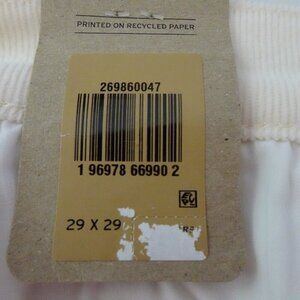 PRINTED ON RECYCLED PAPER
269860047
1 96978 66990 2
29 X 29